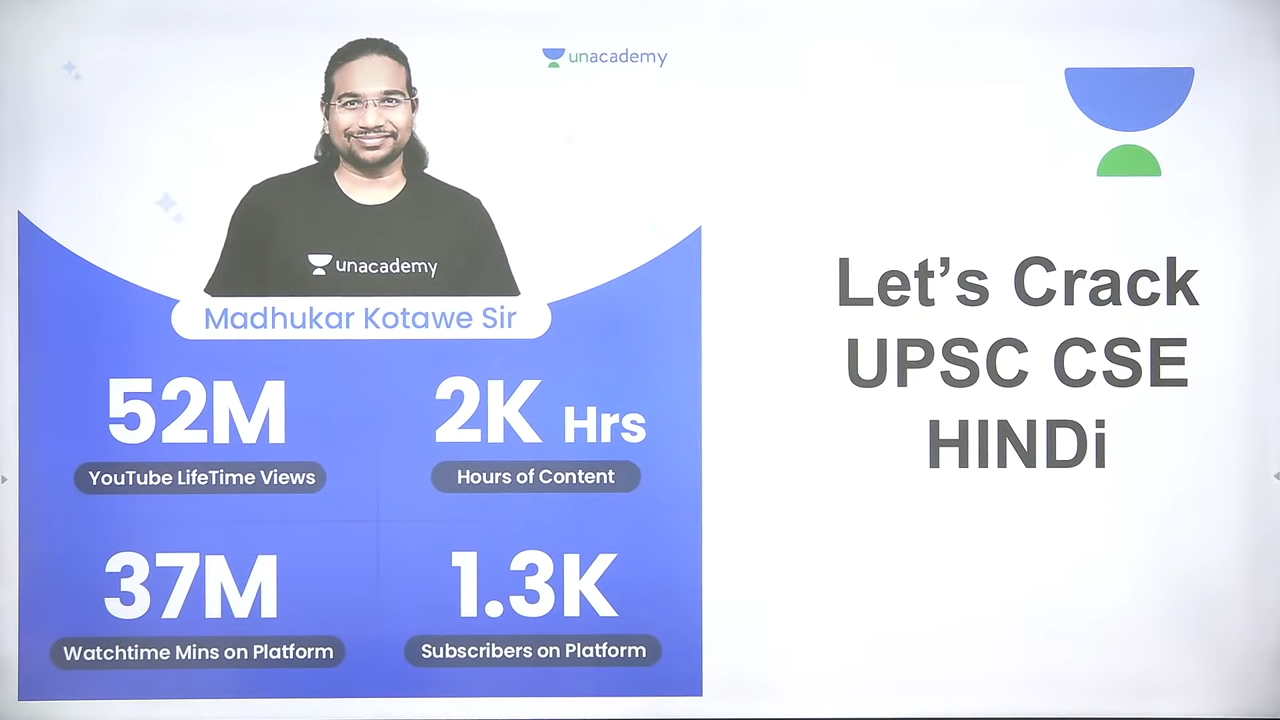 unacademy
unacademy
Madhukar Kotawe Sir
52M
YouTube LifeTime Views
2K Hrs
Hours of Content
37M
Watchtime Mins on Platform
1.3K
Subscribers on Platform
Let’s Crack
UPSC CSE
HINDi